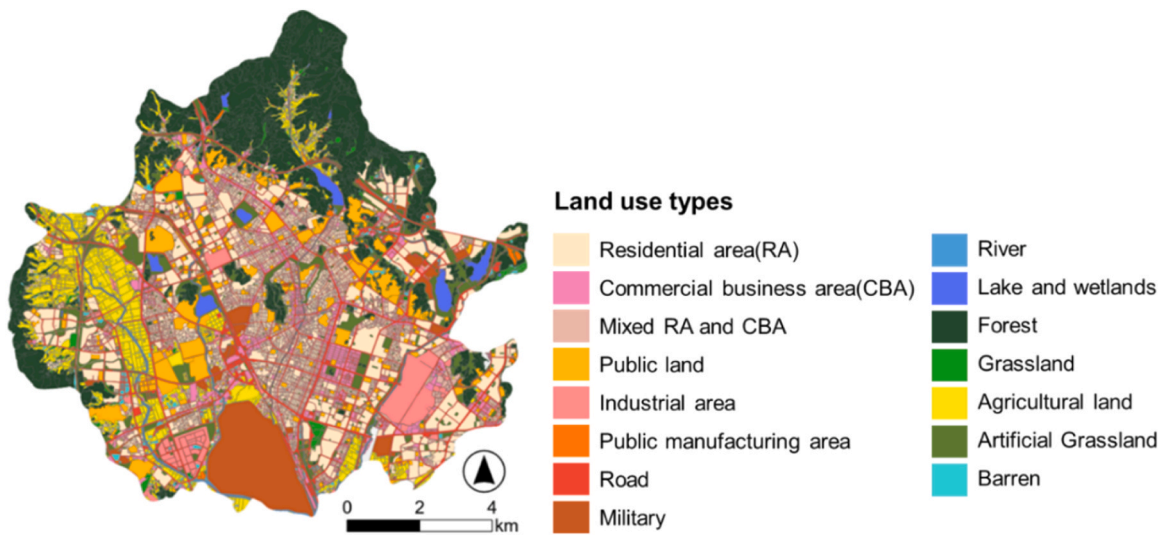 Land use types
Residential area(RA)
Commercial business area(CBA)
Mixed RA and CBA
Public land
Industrial area
Public manufacturing area
Road
Military
River
Lake and wetlands
Forest
Grassland
Agricultural land
Artificial Grassland
Barren
0 2 4
km